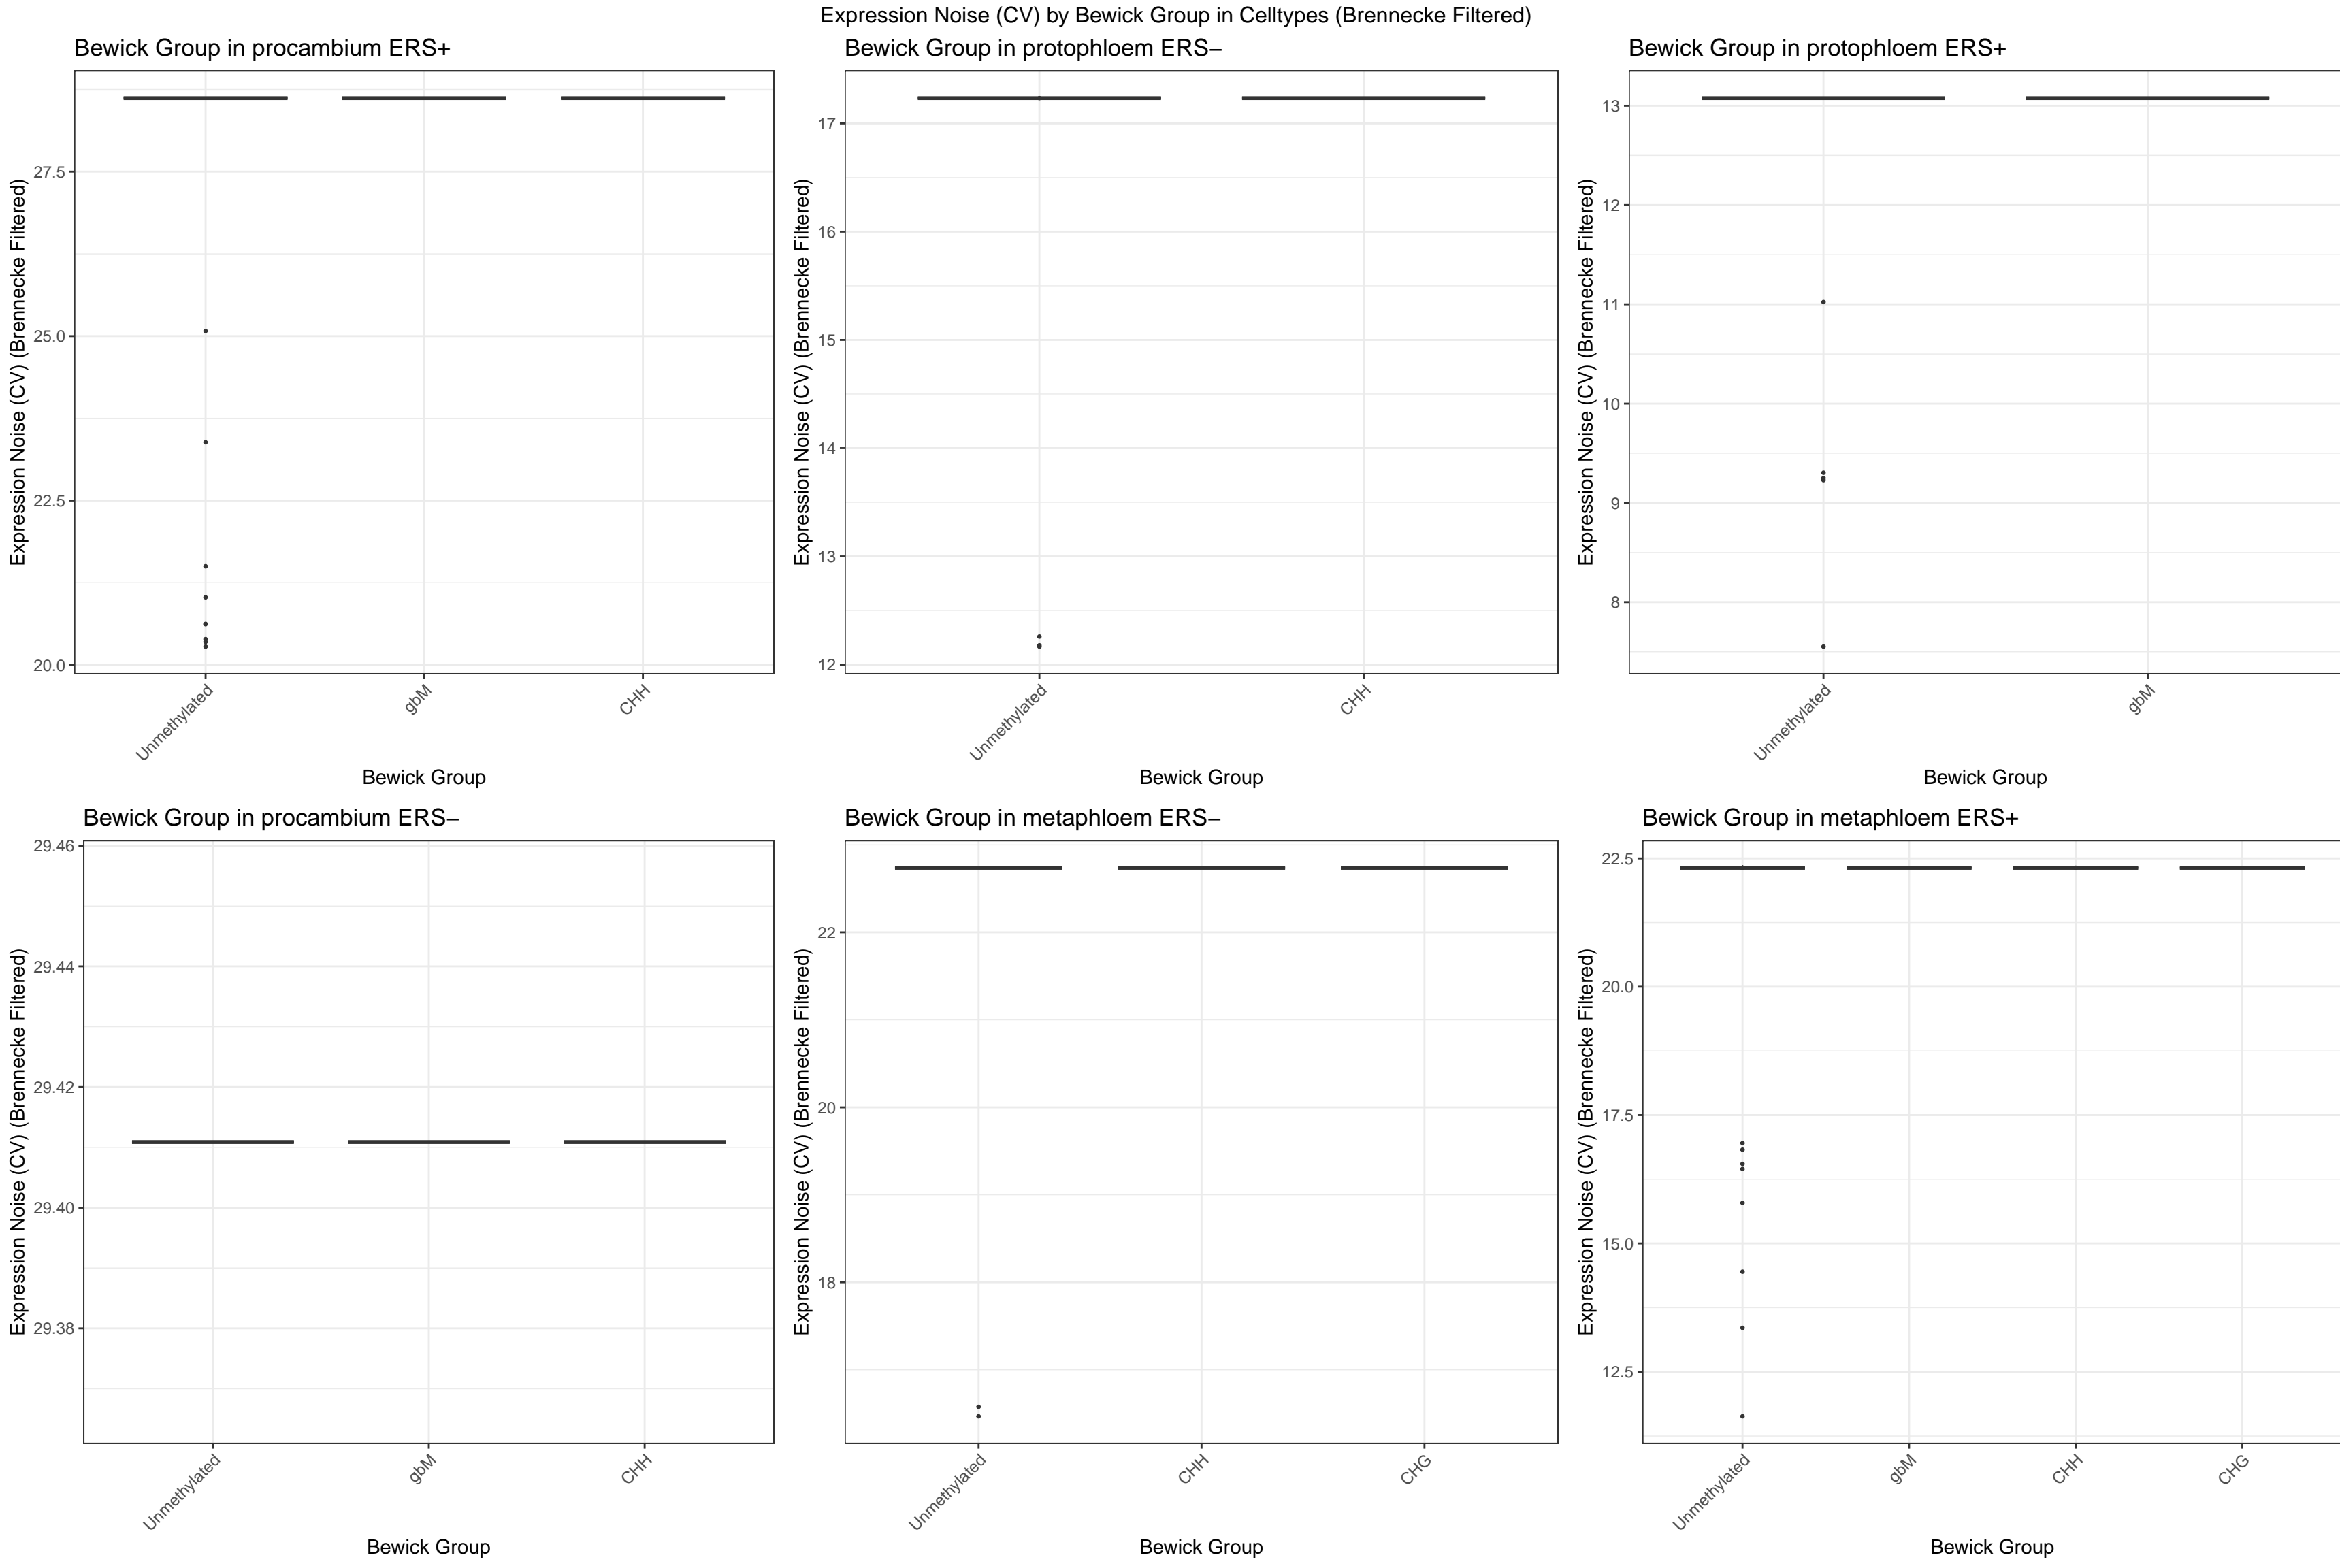 Expression Noise (CV) by Bewick Group in Celltypes (Brennecke Filtered)
Bewick Group in procambium ERS+
Expression Noise (CV) (Brennecke Filtered)
27.5
25.0
22.5
20.0
Unmethylated
gbM
CHH
Bewick Group
Bewick Group in protophloem ERS−
Expression Noise (CV) (Brennecke Filtered)
17
16
15
14
13
12
Unmethylated
CHH
Bewick Group
Bewick Group in protophloem ERS+
Expression Noise (CV) (Brennecke Filtered)
13
12
11
10
9
8
Unmethylated
gbM
Bewick Group
Bewick Group in procambium ERS−
Expression Noise (CV) (Brennecke Filtered)
29.46
29.44
29.42
29.40
29.38
Unmethylated
gbM
CHH
Bewick Group
Bewick Group in metaphloem ERS−
Expression Noise (CV) (Brennecke Filtered)
22
20
18
Unmethylated
CHH
CHG
Bewick Group
Bewick Group in metaphloem ERS+
Expression Noise (CV) (Brennecke Filtered)
22.5
20.0
17.5
15.0
12.5
Unmethylated
gbM
CHH
CHG
Bewick Group